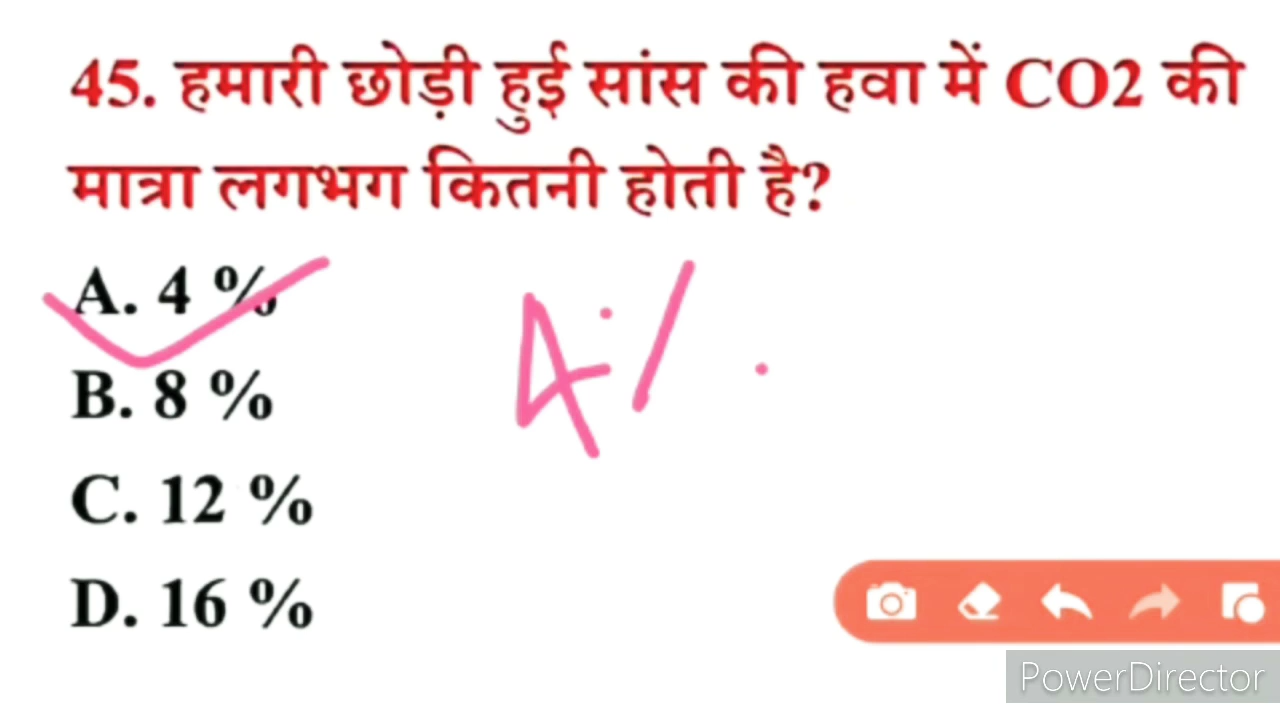 45. हमारी छोड़ी हुई सांस की हवा में CO2 की
मात्रा लगभग कितनी होती है?
A. 4 %
4%.
B. 8 %
C. 12 %
D. 16 %
PowerDirector